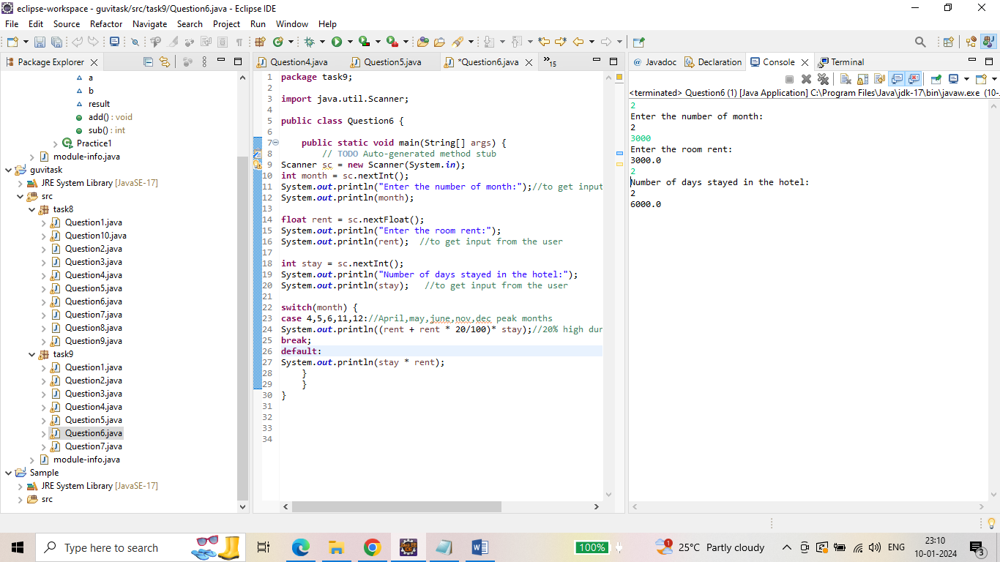 eclipse-workspace - guvitask/src/task9/Question6.java - Eclipse IDE
File Edit Source Refactor Navigate Search Project Run Window Help
Package Explorer
a
b
result
add() : void
sub() : int
Practice1
module-info.java
guvitask
JRE System Library [JavaSE-17]
src
task8
Question1.java
Question10.java
Question2.java
Question3.java
Question4.java
Question5.java
Question6.java
Question7.java
Question8.java
Question9.java
task9
Question1.java
Question2.java
Question3.java
Question4.java
Question5.java
Question6.java
Question7.java
module-info.java
Sample
JRE System Library [JavaSE-17]
src
Question4.java Question5.java *Question6.java »15
1 package task9;
2
3 import java.util.Scanner;
4
5 public class Question6 {
6
7 public static void main(String[] args) {
8 // TODO Auto-generated method stub
9 Scanner sc = new Scanner(System.in);
10 int month = sc.nextInt();
11 System.out.println("Enter the number of month:");//to get input
12 System.out.println(month);
13
14 float rent = sc.nextFloat();
15 System.out.println("Enter the room rent:");
16 System.out.println(rent);  //to get input from the user
17
18 int stay = sc.nextInt();
19 System.out.println("Number of days stayed in the hotel:");
20 System.out.println(stay);   //to get input from the user
21
22 switch(month) {
23 case 4,5,6,11,12://April,may,june,nov,dec peak months
24 System.out.println((rent + rent * 20/100)* stay);//20% high dur
25 break;
26 default:
27 System.out.println(stay * rent);
28 }
29 }
30 }
31
32
33
34
@ Javadoc Declaration Console Terminal
<terminated> Question6 (1) [Java Application] C:\Program Files\Java\jdk-17\bin\javaw.exe (10-
2
Enter the number of month:
2
3000
Enter the room rent:
3000.0
2
Number of days stayed in the hotel:
2
6000.0
Type here to search
100%
25°C Partly cloudy
ENG
23:10
10-01-2024
3